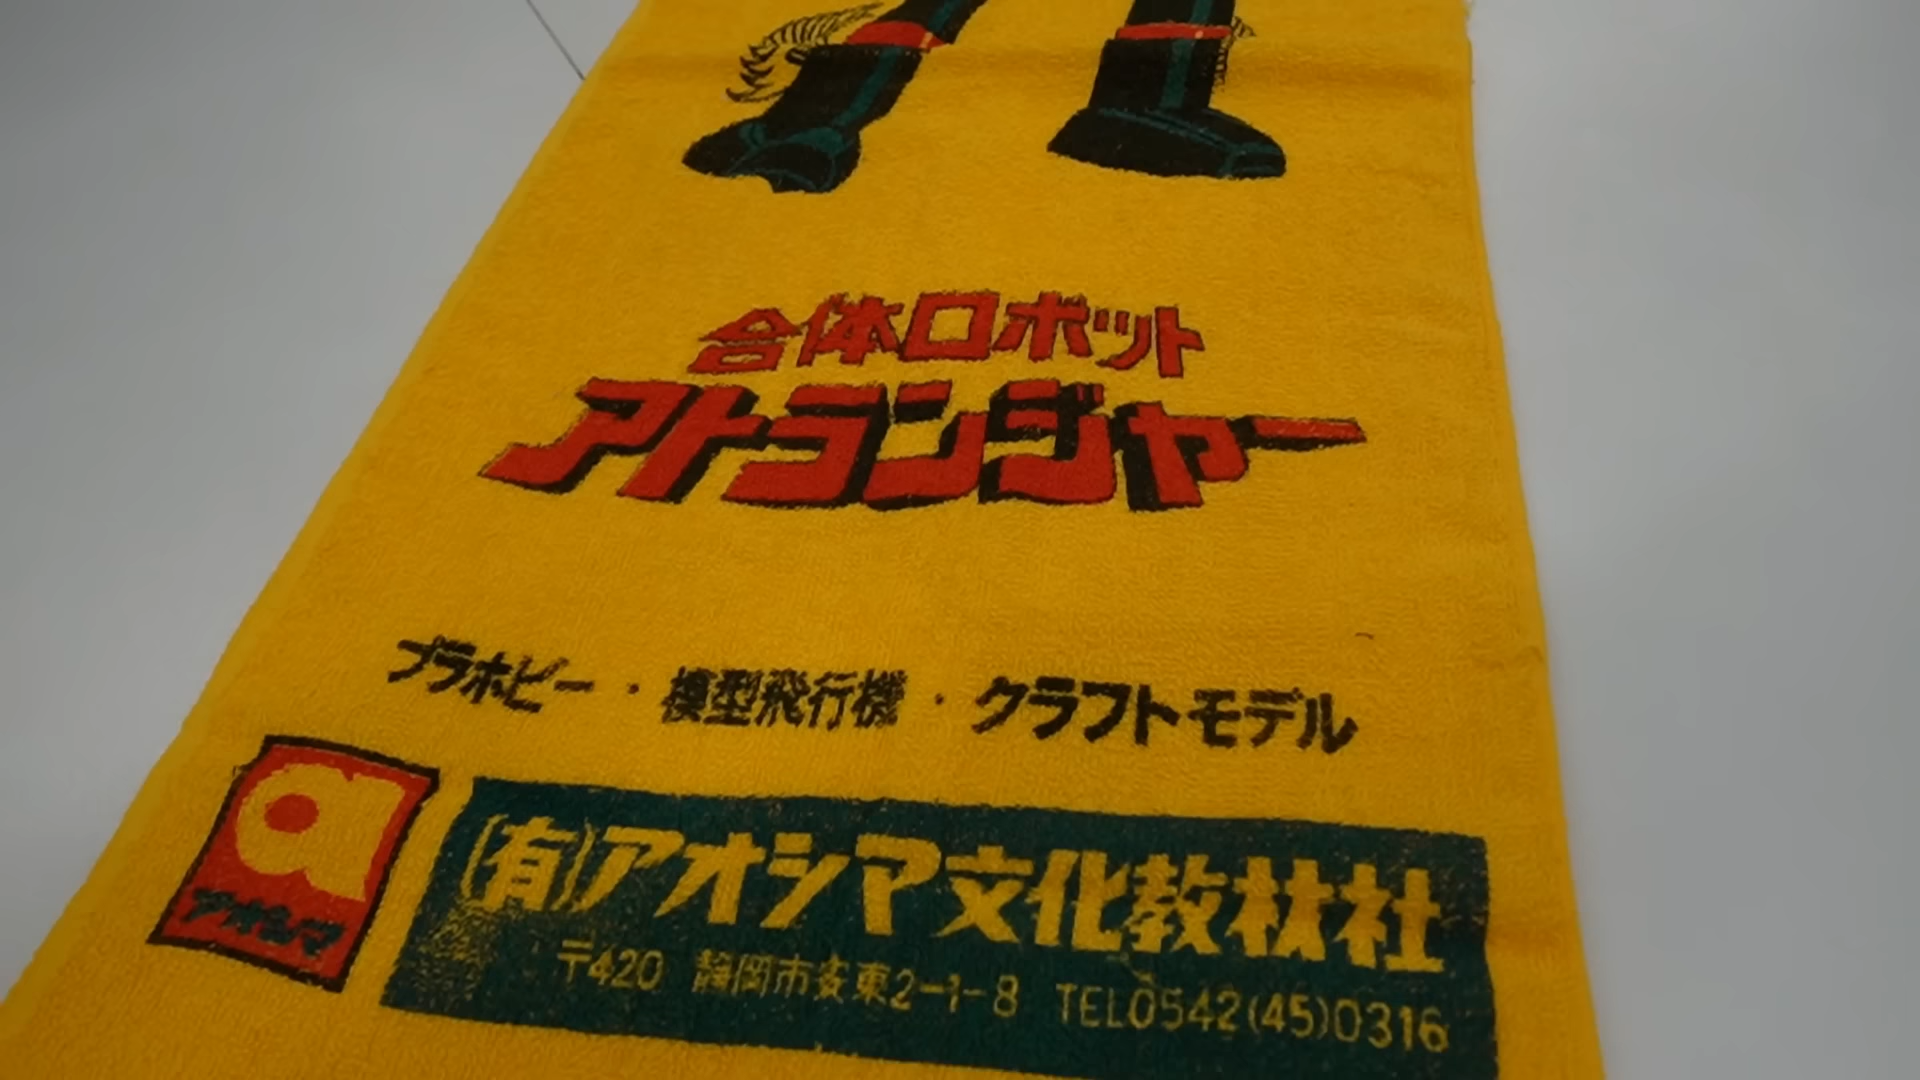 合体ロボット
アトランジャー
プラホビー・模型飛行機・クラフトモデル
a
アオシマ
(有)アオシマ文化教材社
〒420 静岡市安東2-1-8 TEL0542(45)0316